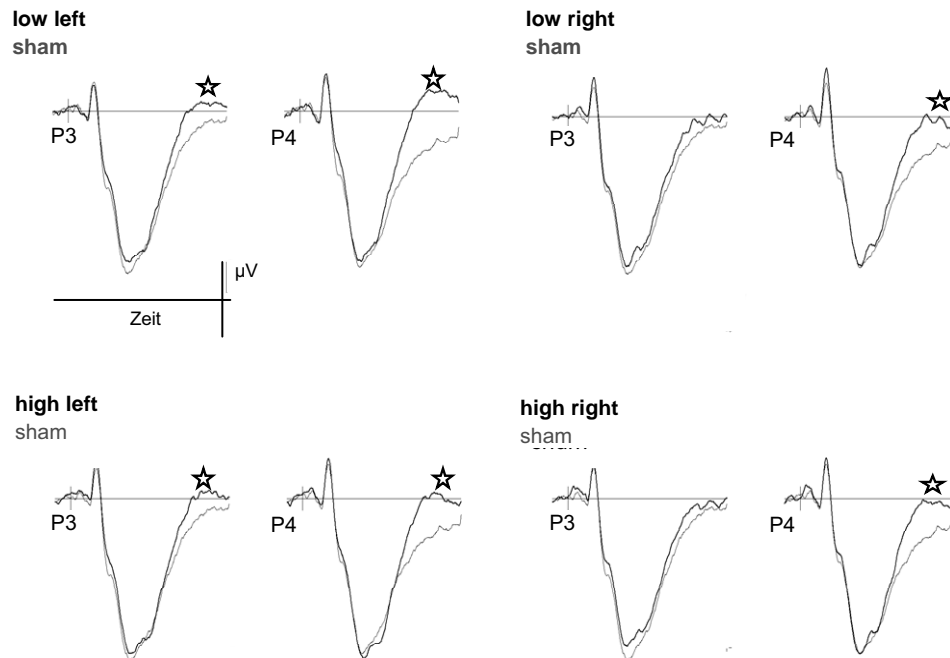 low left
sham
low right
sham
P3
P4
P3
P4
µV
Zeit
high left
sham
high right
sham
P3
P4
P3
P4